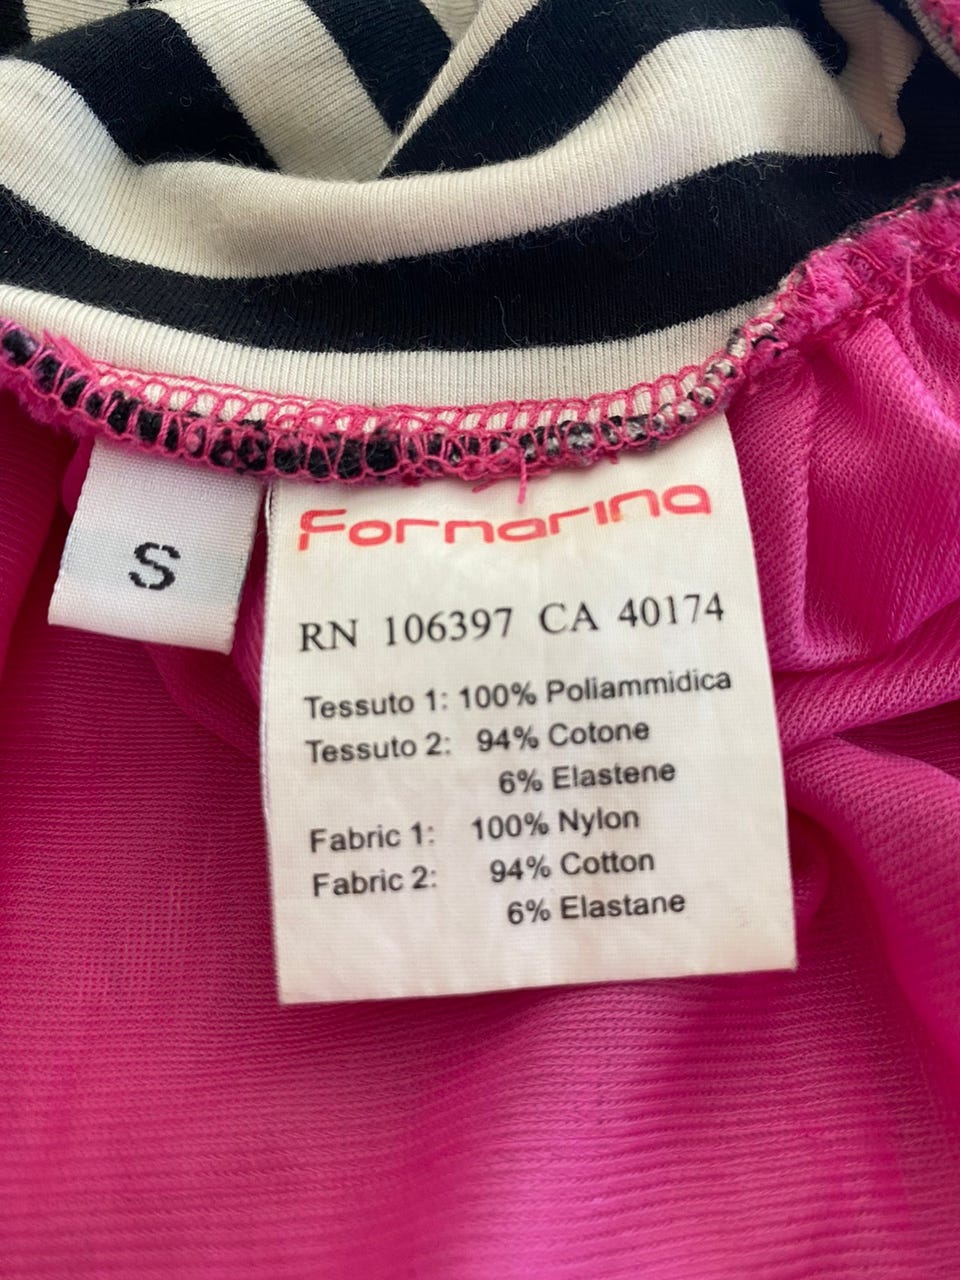 S
Fornarina
RN 106397 CA 40174
Tessuto 1: 100% Poliammidica
Tessuto 2: 94% Cotone
6% Elastene
Fabric 1: 100% Nylon
Fabric 2: 94% Cotton
6% Elastane